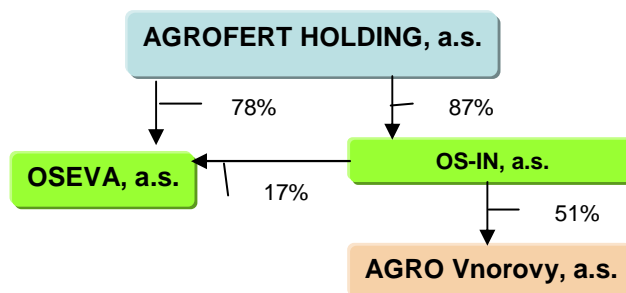 AGROFERT HOLDING, a.s.
78%
87%
OSEVA, a.s.
OS-IN, a.s.
17%
51%
AGRO Vnorovy, a.s.